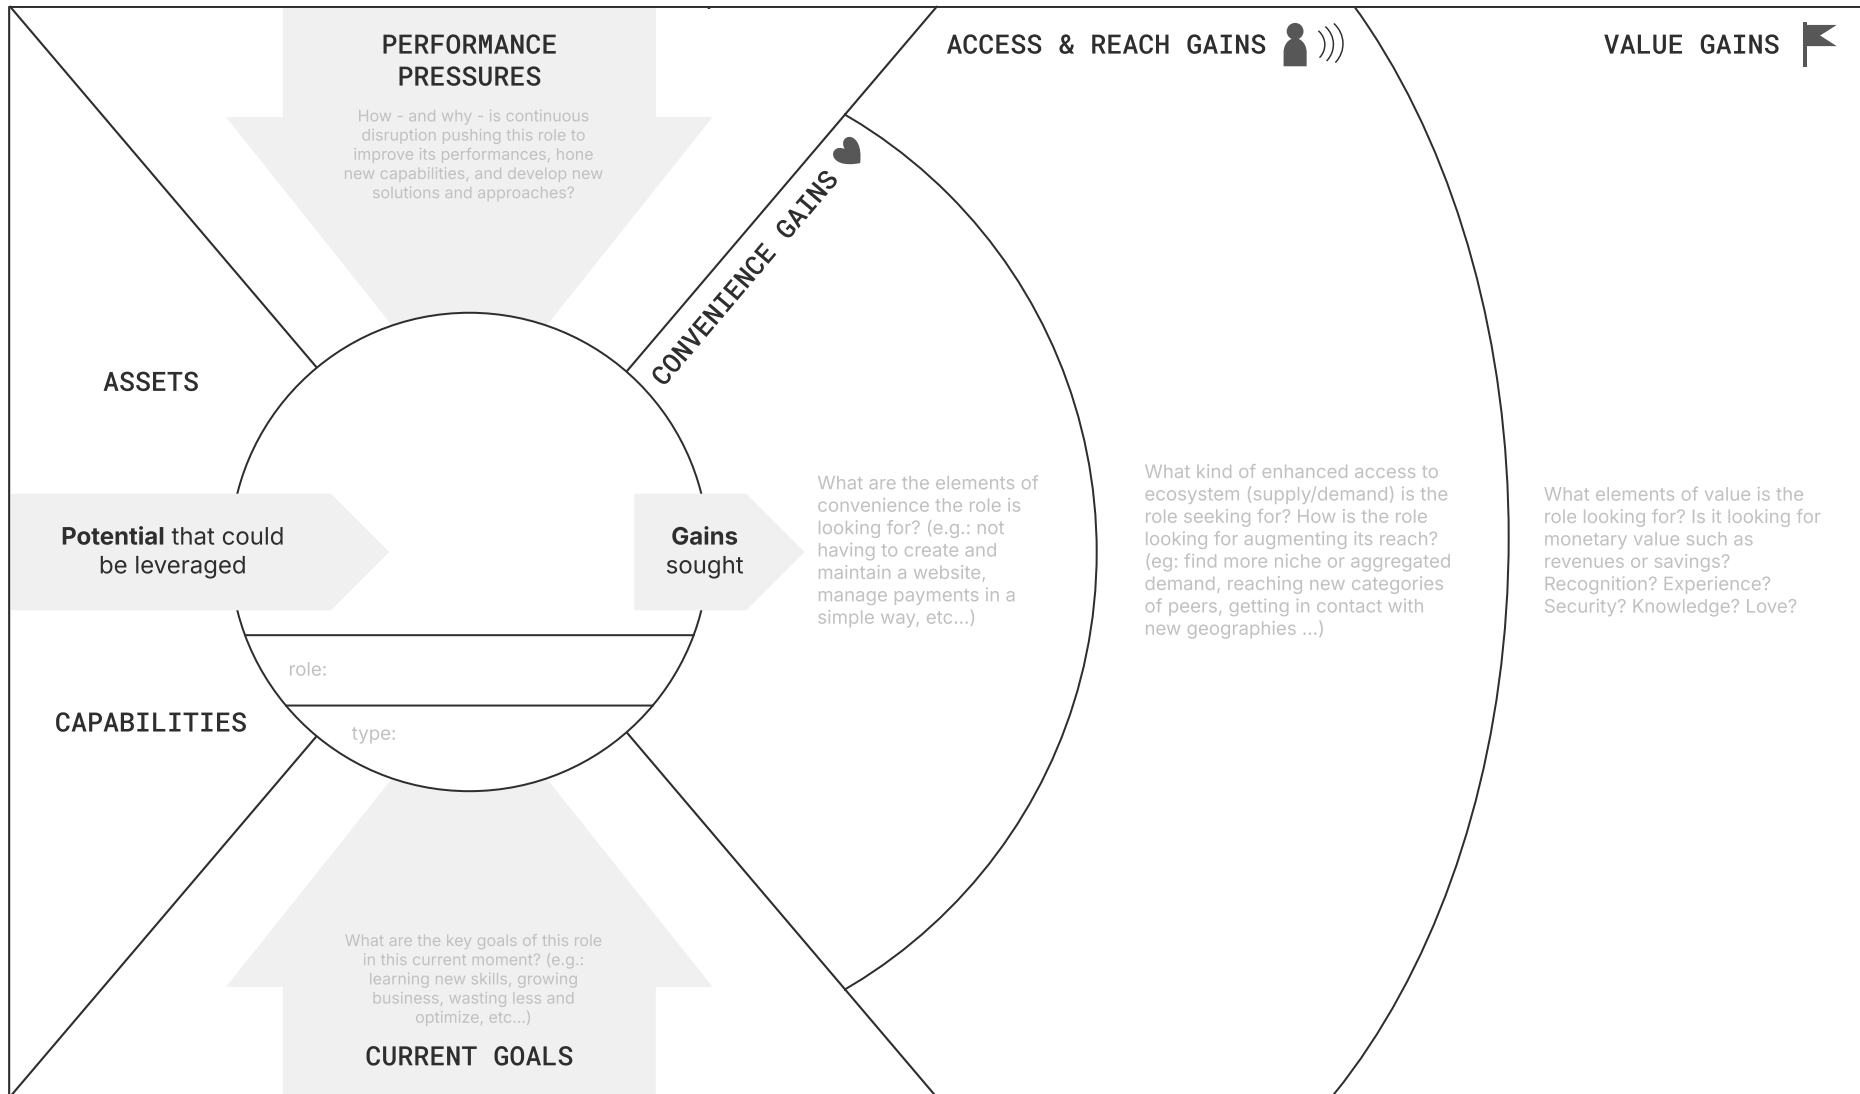 PERFORMANCE
PRESSURES
How - and why - is continuous
disruption pushing this role to
improve its performances, hone
new capabilities, and develop new
solutions and approaches?
ACCESS & REACH GAINS
VALUE GAINS
CONVENIENCE GAINS
ASSETS
Potential that could
be leveraged
CAPABILITIES
Gains
sought
role:
type:
What are the elements of
convenience the role is
looking for? (e.g.: not
having to create and
maintain a website,
manage payments in a
simple way, etc...)
What kind of enhanced access to
ecosystem (supply/demand) is the
role seeking for? How is the role
looking for augmenting its reach?
(eg: find more niche or aggregated
demand, reaching new categories
of peers, getting in contact with
new geographies ...)
What elements of value is the
role looking for? Is it looking for
monetary value such as
revenues or savings?
Recognition? Experience?
Security? Knowledge? Love?
What are the key goals of this role
in this current moment? (e.g.:
learning new skills, growing
business, wasting less and
optimize, etc...)
CURRENT GOALS